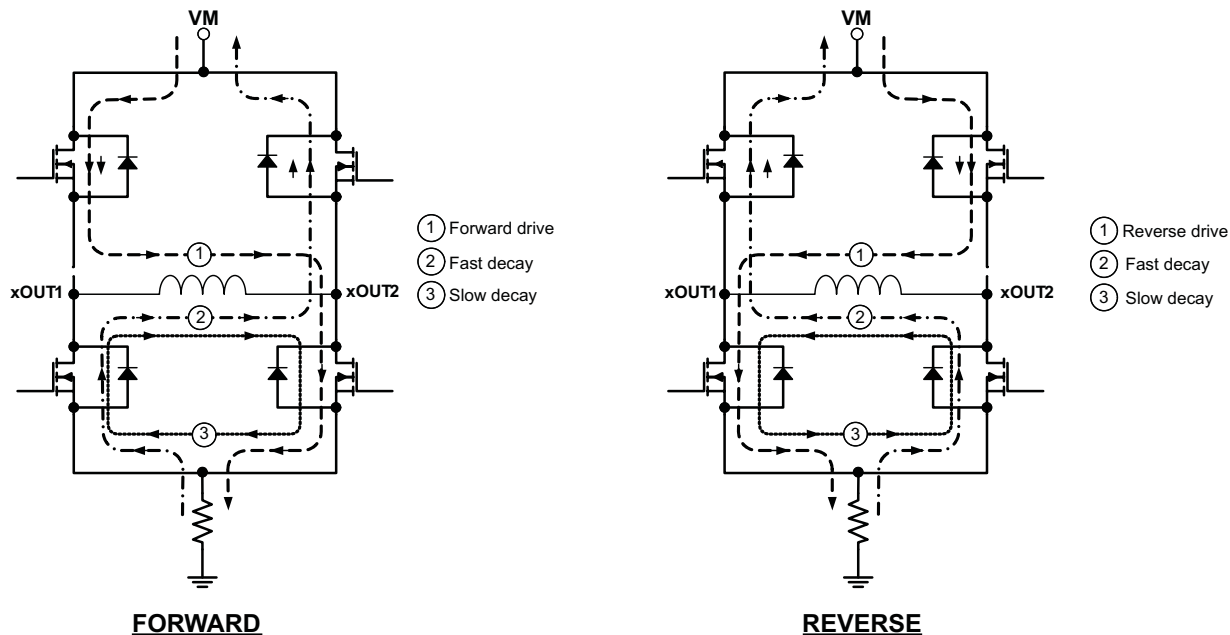 VM
1
xOUT1
xOUT2
2
3
1 Forward drive
2 Fast decay
3 Slow decay
FORWARD
VM
1
xOUT1
xOUT2
2
3
1 Reverse drive
2 Fast decay
3 Slow decay
REVERSE